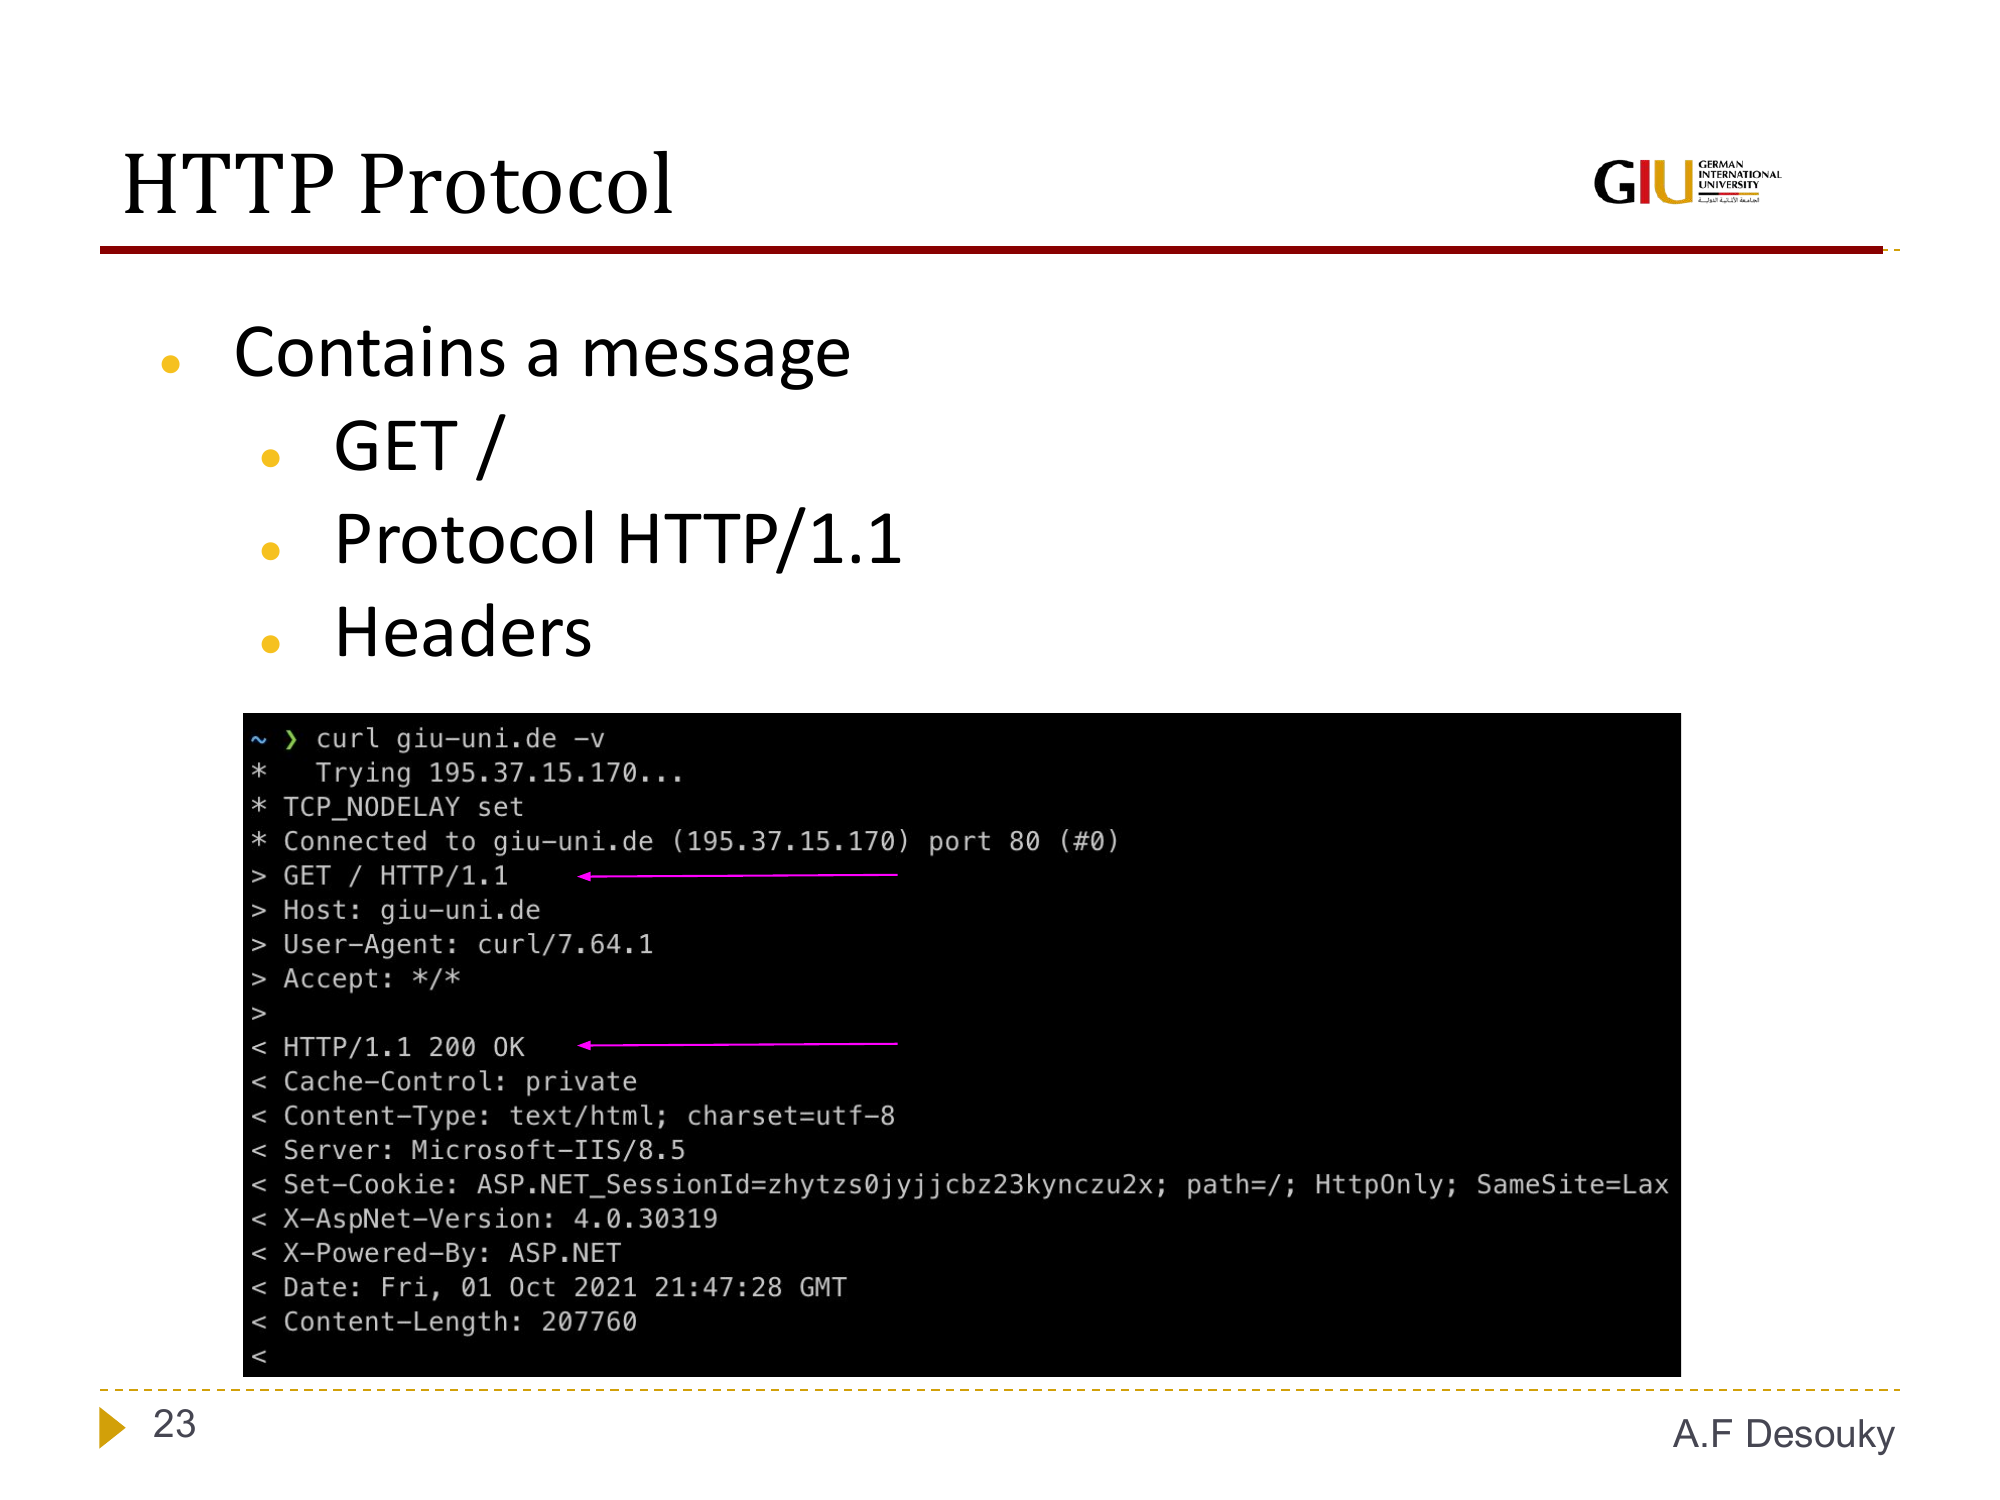 HTTP Protocol
GIU GERMAN
INTERNATIONAL
UNIVERSITY
Contains a message
GET /
Protocol HTTP/1.1
Headers
~ ❯ curl giu-uni.de -v
*   Trying 195.37.15.170...
* TCP_NODELAY set
* Connected to giu-uni.de (195.37.15.170) port 80 (#0)
> GET / HTTP/1.1
> Host: giu-uni.de
> User-Agent: curl/7.64.1
> Accept: */*
>
< HTTP/1.1 200 OK
< Cache-Control: private
< Content-Type: text/html; charset=utf-8
< Server: Microsoft-IIS/8.5
< Set-Cookie: ASP.NET_SessionId=zhytzs0jyjjcbz23kynczu2x; path=/; HttpOnly; SameSite=Lax
< X-AspNet-Version: 4.0.30319
< X-Powered-By: ASP.NET
< Date: Fri, 01 Oct 2021 21:47:28 GMT
< Content-Length: 207760
<
23
A.F Desouky